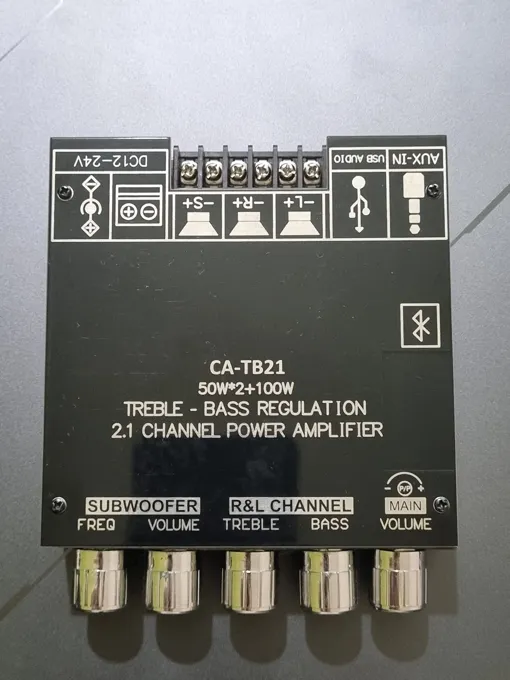 DC12-24V
-S+
-R+
-L+
USB AUDIO
AUX-IN
CA-TB21
50W*2+100W
TREBLE - BASS REGULATION
2.1 CHANNEL POWER AMPLIFIER
- P/P +
SUBWOOFER R&L CHANNEL MAIN
FREQ VOLUME TREBLE BASS VOLUME